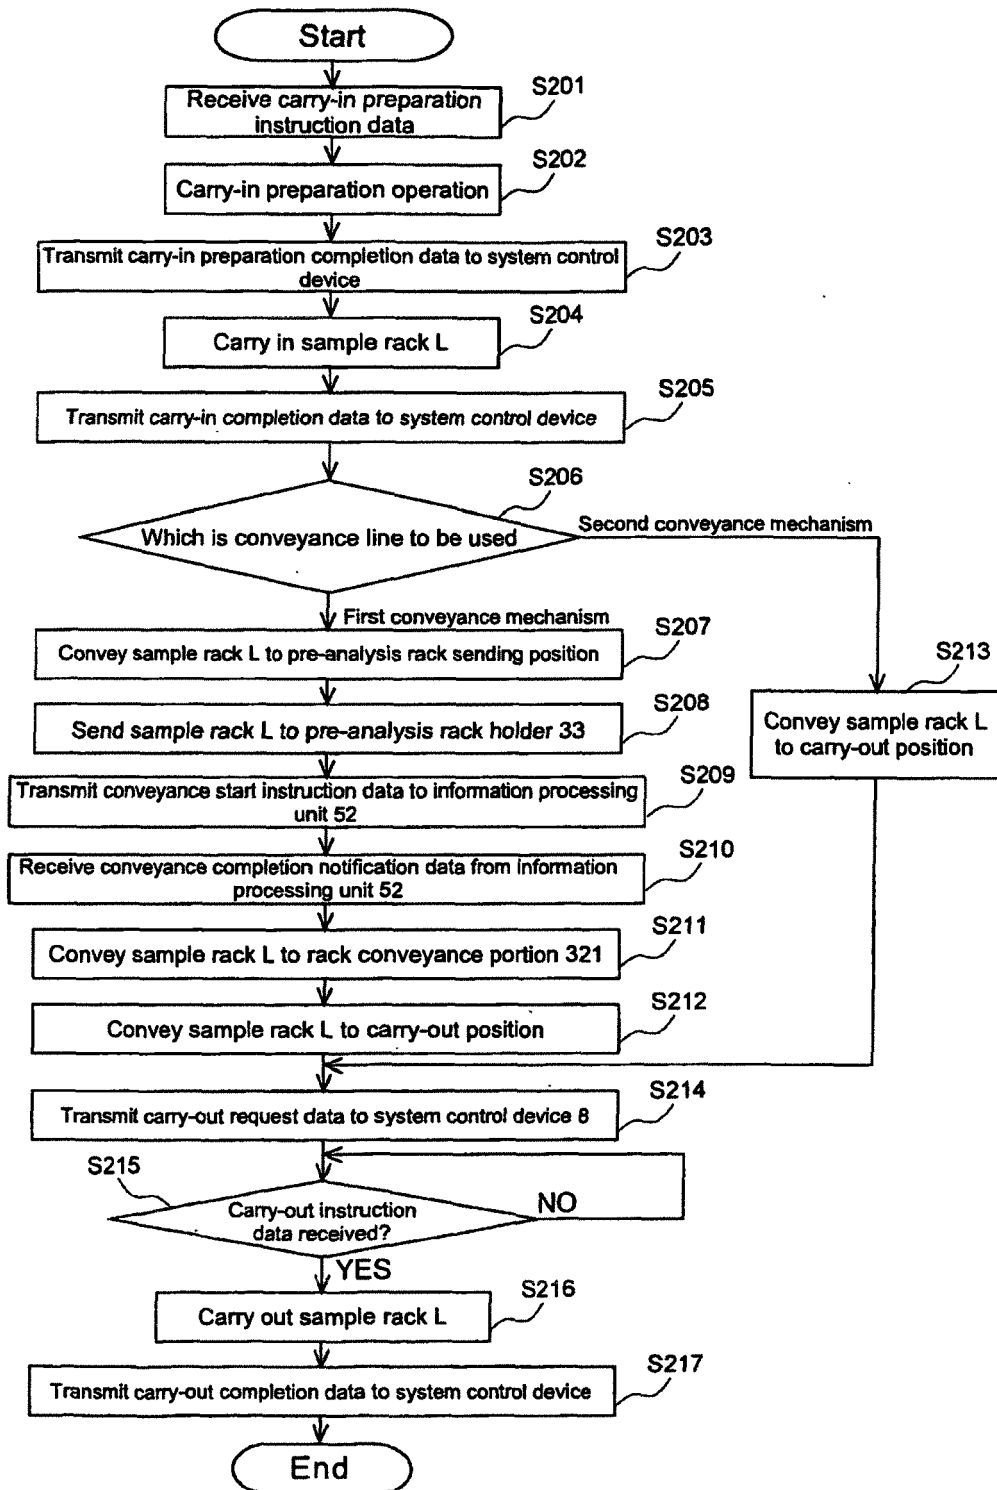 Start
S201
Receive carry-in preparation
instruction data
S202
Carry-in preparation operation
S203
Transmit carry-in preparation completion data to system control
device
S204
Carry in sample rack L
S205
Transmit carry-in completion data to system control device
S206
Which is conveyance line to be used
Second conveyance mechanism
First conveyance mechanism
S207
Convey sample rack L to pre-analysis rack sending position
S213
Convey sample rack L
to carry-out position
S208
Send sample rack L to pre-analysis rack holder 33
S209
Transmit conveyance start instruction data to information processing
unit 52
S210
Receive conveyance completion notification data from information
processing unit 52
S211
Convey sample rack L to rack conveyance portion 321
S212
Convey sample rack L to carry-out position
S214
Transmit carry-out request data to system control device 8
S215
Carry-out instruction
data received?
NO
YES
S216
Carry out sample rack L
S217
Transmit carry-out completion data to system control device
End